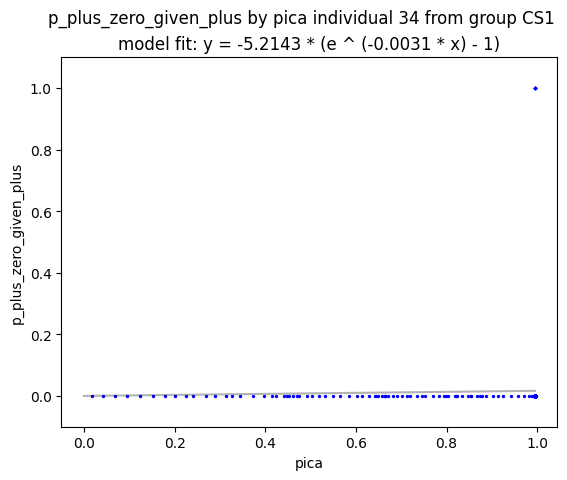 p_plus_zero_given_plus by pica individual 34 from group CS1
model fit: y = -5.2143 * (e ^ (-0.0031 * x) - 1)
1.0
0.8
0.6
0.4
0.2
0.0
p_plus_zero_given_plus
0.0 0.2 0.4 0.6 0.8 1.0
pica